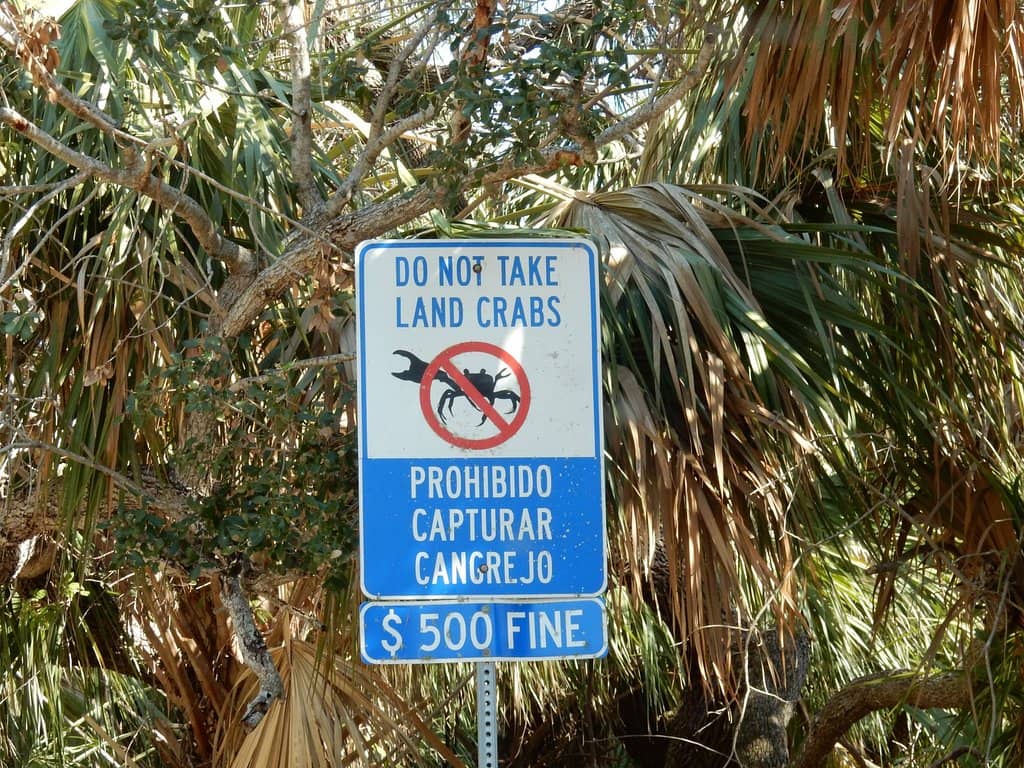 DO NOT TAKE
LAND CRABS
PROHIBIDO
CAPTURAR
CANGREJO
$ 500 FINE